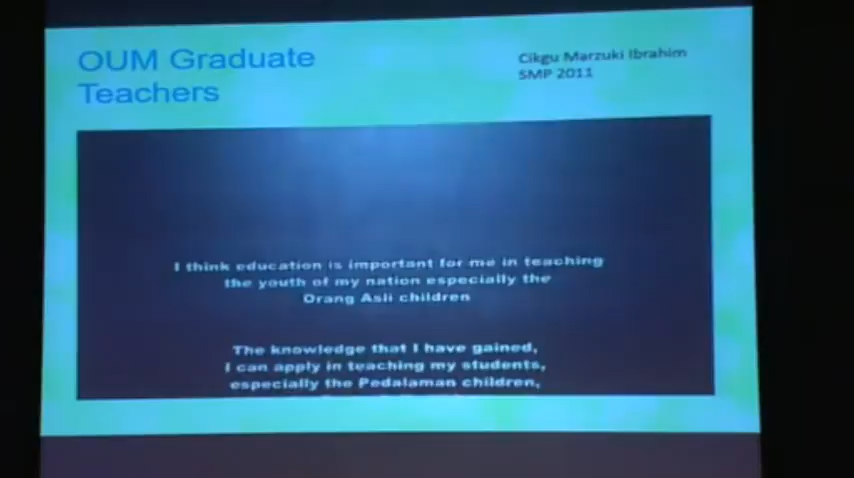 OUM Graduate
Teachers
Cikgu Marzuki Ibrahim
SMP 2011
I think education is important for me in teaching
the youth of my nation especially the
Orang Asli children
The knowledge that I have gained,
I can apply in teaching my students,
especially the Pedalaman children,